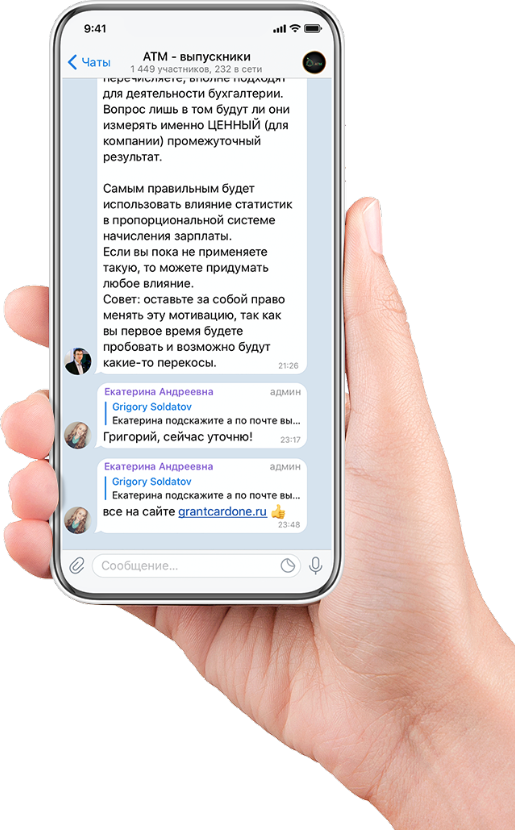 9:41
Чаты
АТМ - выпускники
1 449 участников, 232 в сети
перечисляете, вполне подходят
для деятельности бухгалтерии.
Вопрос лишь в том будут ли они
измерять именно ЦЕННЫЙ (для
компании) промежуточный
результат.
Самым правильным будет
использовать влияние статистик
в пропорциональной системе
начисления зарплаты.
Если вы пока не применяете
такую, то можете придумать
любое влияние.
Совет: оставьте за собой право
менять эту мотивацию, так как
вы первое время будете
пробовать и возможно будут
какие-то перекосы.
21:26
Екатерина Андреевна админ
Grigory Soldatov
Екатерина подскажите а по почте вы...
Григорий, сейчас уточню!
23:17
Екатерина Андреевна админ
Grigory Soldatov
Екатерина подскажите а по почте вы...
все на сайте grantcardone.ru 👍
23:48
Сообщение...